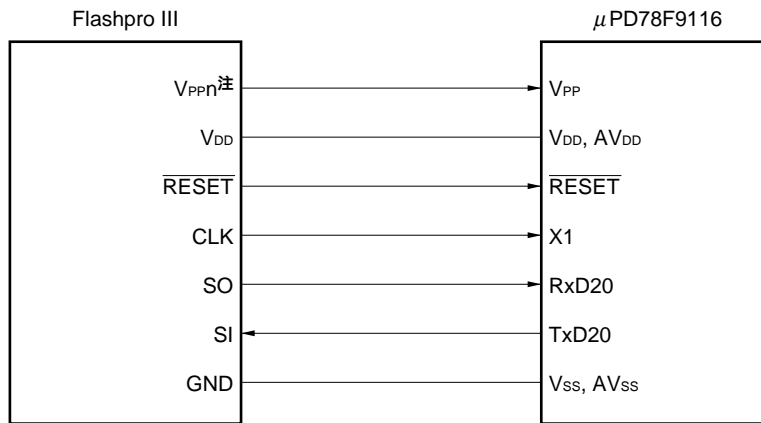 Flashpro III
μPD78F9116
VPPn注
VPP
VDD
VDD, AVDD
RESET
RESET
CLK
X1
SO
RxD20
SI
TxD20
GND
VSS, AVSS